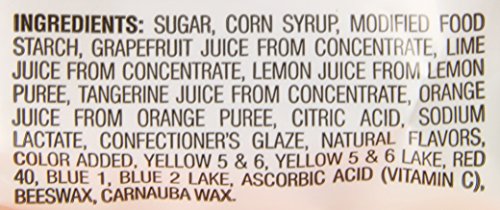 INGREDIENTS: SUGAR, CORN SYRUP, MODIFIED FOOD
STARCH, GRAPEFRUIT JUICE FROM CONCENTRATE, LIME
JUICE FROM CONCENTRATE, LEMON JUICE FROM LEMON
PUREE, TANGERINE JUICE FROM CONCENTRATE, ORANGE
JUICE FROM ORANGE PUREE, CITRIC ACID, SODIUM
LACTATE, CONFECTIONER'S GLAZE, NATURAL FLAVORS,
COLOR ADDED, YELLOW 5 & 6, YELLOW 5 & 6 LAKE, RED
40, BLUE 1, BLUE 2 LAKE, ASCORBIC ACID (VITAMIN C),
BEESWAX, CARNAUBA WAX.